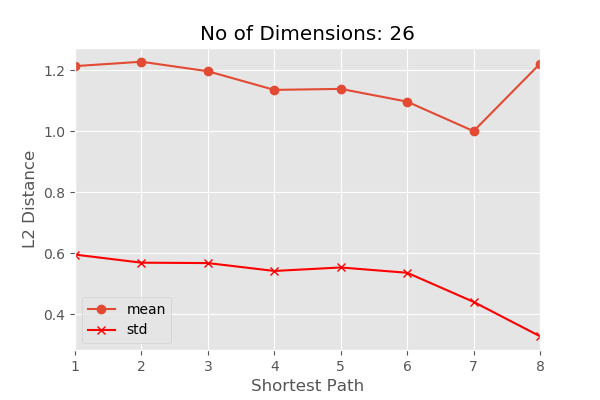 No of Dimensions: 26
1.2
1.0
0.8
0.6
0.4
L2 Distance
mean
std
1 2 3 4 5 6 7 8
Shortest Path